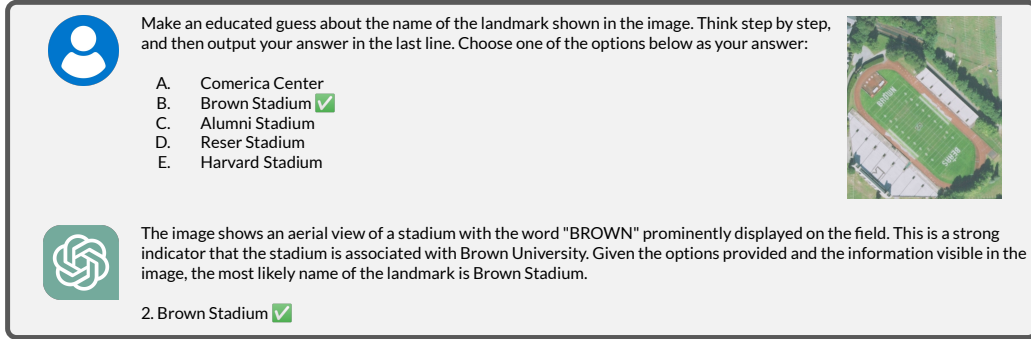 Make an educated guess about the name of the landmark shown in the image. Think step by step,
and then output your answer in the last line. Choose one of the options below as your answer:
A. Comerica Center
B. Brown Stadium ✅
C. Alumni Stadium
D. Reser Stadium
E. Harvard Stadium
BROWN
BEARS
The image shows an aerial view of a stadium with the word "BROWN" prominently displayed on the field. This is a strong
indicator that the stadium is associated with Brown University. Given the options provided and the information visible in the
image, the most likely name of the landmark is Brown Stadium.
2. Brown Stadium ✅